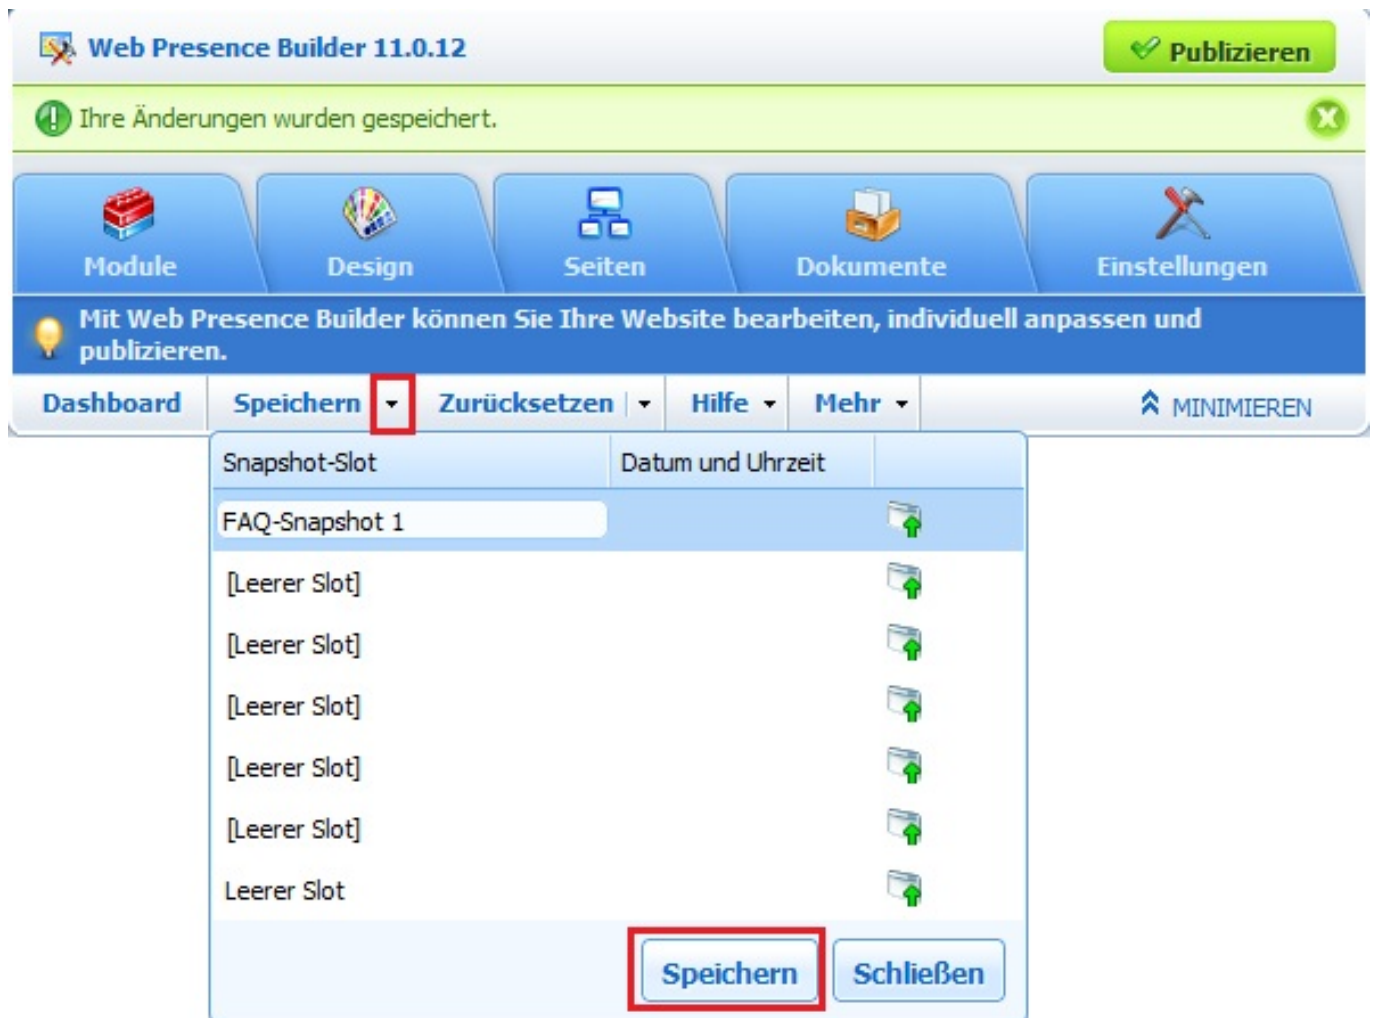 Web Presence Builder 11.0.12
Publizieren
Ihre Änderungen wurden gespeichert.
Module Design Seiten Dokumente Einstellungen
Mit Web Presence Builder können Sie Ihre Website bearbeiten, individuell anpassen und
publizieren.
Dashboard Speichern Zurücksetzen Hilfe Mehr MINIMIEREN
Snapshot-Slot Datum und Uhrzeit
FAQ-Snapshot 1
[Leerer Slot]
[Leerer Slot]
[Leerer Slot]
[Leerer Slot]
[Leerer Slot]
Leerer Slot
Speichern Schließen